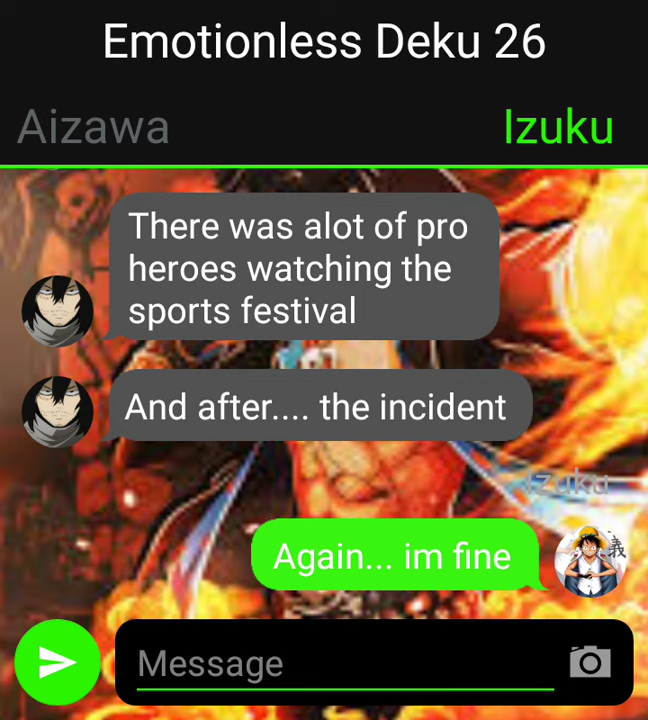 Emotionless Deku 26
Aizawa
Izuku
There was alot of pro
heroes watching the
sports festival
And after.... the incident
Izuku
Again... im fine
義
Message